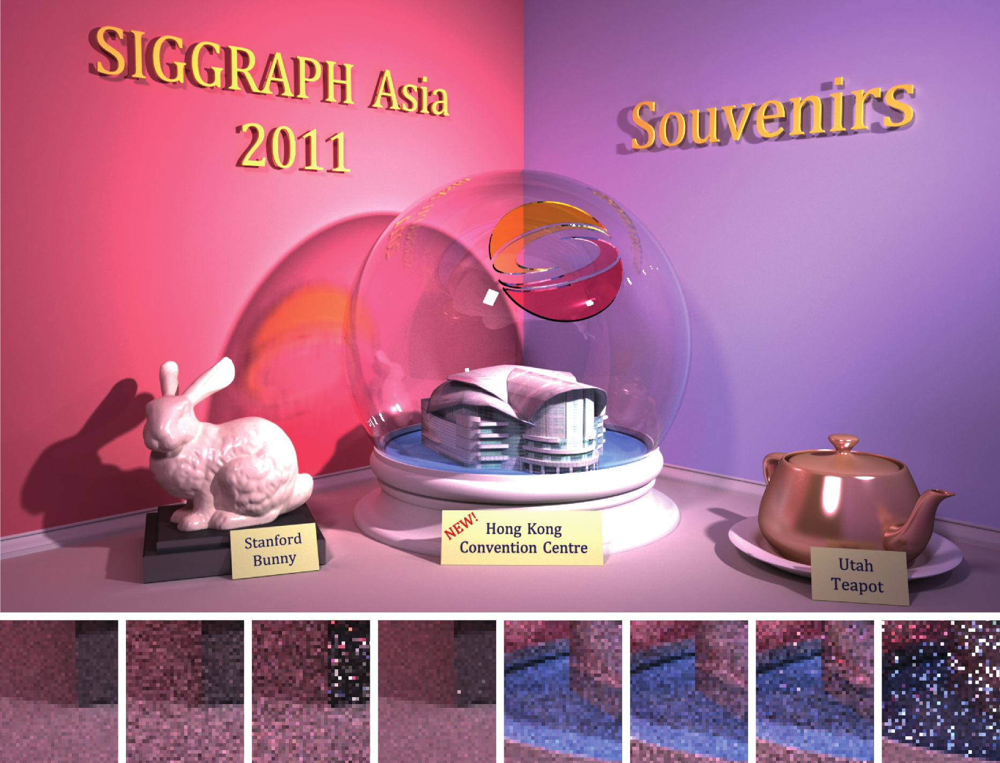 SIGGRAPH Asia
2011
Souvenirs
Stanford
Bunny
NEW!
Hong Kong
Convention Centre
Utah
Teapot